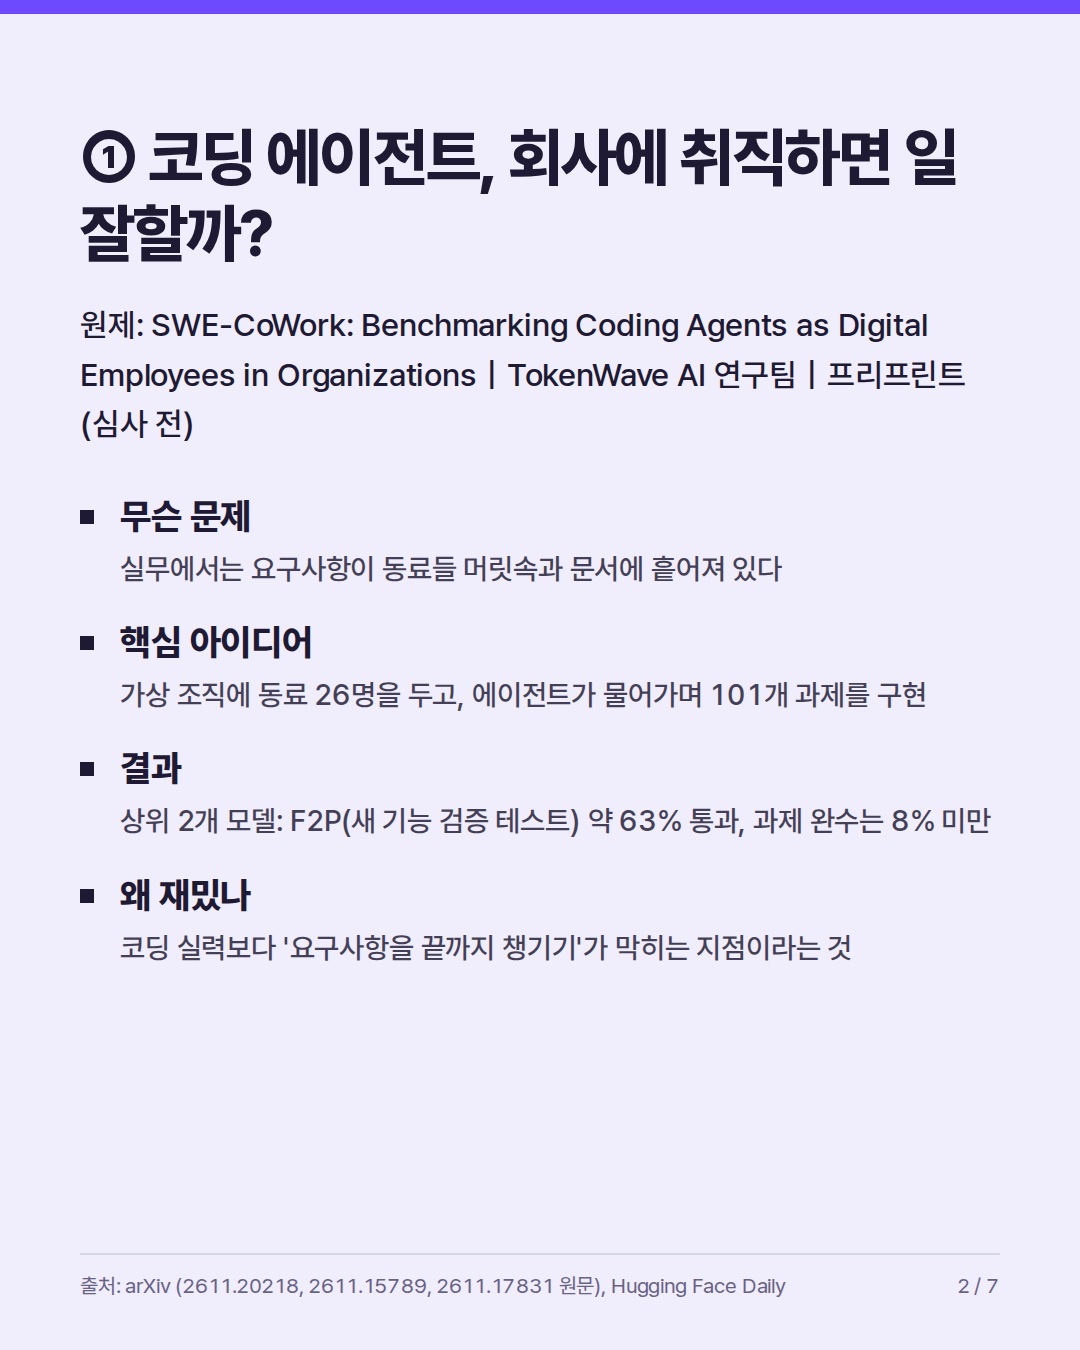 ① 코딩 에이전트, 회사에 취직하면 일
잘할까?
원제: SWE-CoWork: Benchmarking Coding Agents as Digital
Employees in Organizations | TokenWave AI 연구팀 | 프리프린트
(심사 전)
■ 무슨 문제
실무에서는 요구사항이 동료들 머릿속과 문서에 흩어져 있다
■ 핵심 아이디어
가상 조직에 동료 26명을 두고, 에이전트가 물어가며 101개 과제를 구현
■ 결과
상위 2개 모델: F2P(새 기능 검증 테스트) 약 63% 통과, 과제 완수는 8% 미만
■ 왜 재밌나
코딩 실력보다 '요구사항을 끝까지 챙기기'가 막히는 지점이라는 것
출처: arXiv (2611.20218, 2611.15789, 2611.17831 원문), Hugging Face Daily
2 / 7